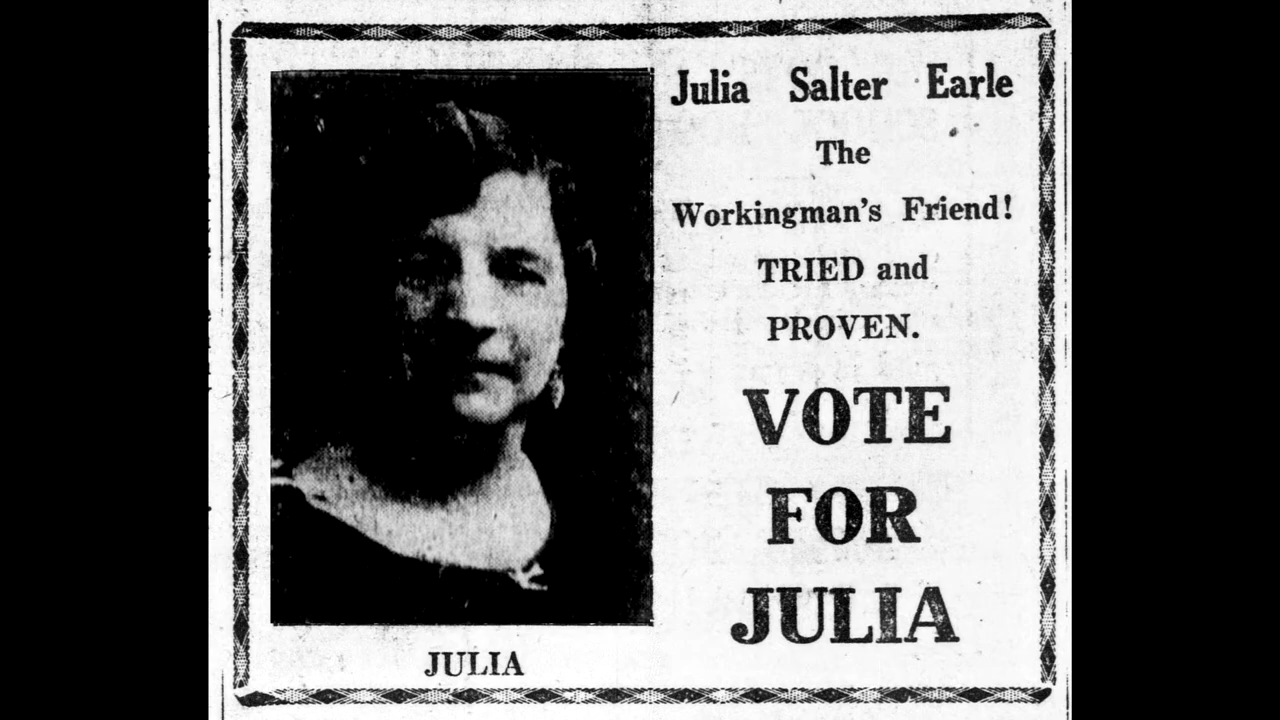 Julia Salter Earle
The
Workingman's Friend!
TRIED and
PROVEN.
VOTE
FOR
JULIA
JULIA